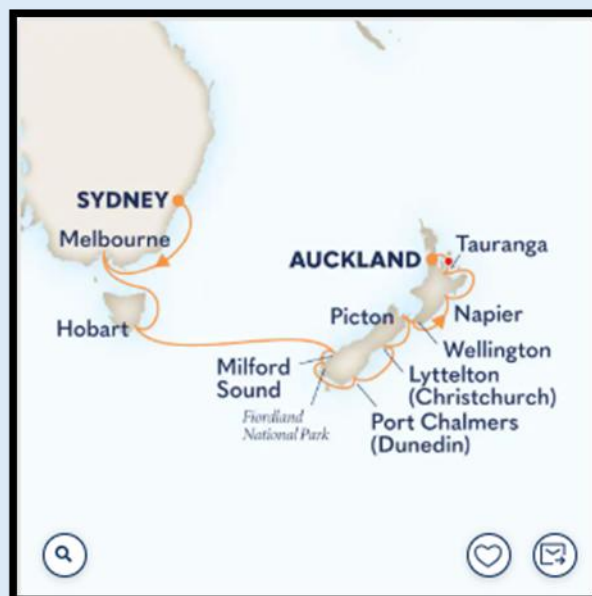 SYDNEY
Melbourne
AUCKLAND
Tauranga
Hobart
Picton
Napier
Wellington
Milford
Sound
Lyttelton
(Christchurch)
Fiordland
National Park
Port Chalmers
(Dunedin)